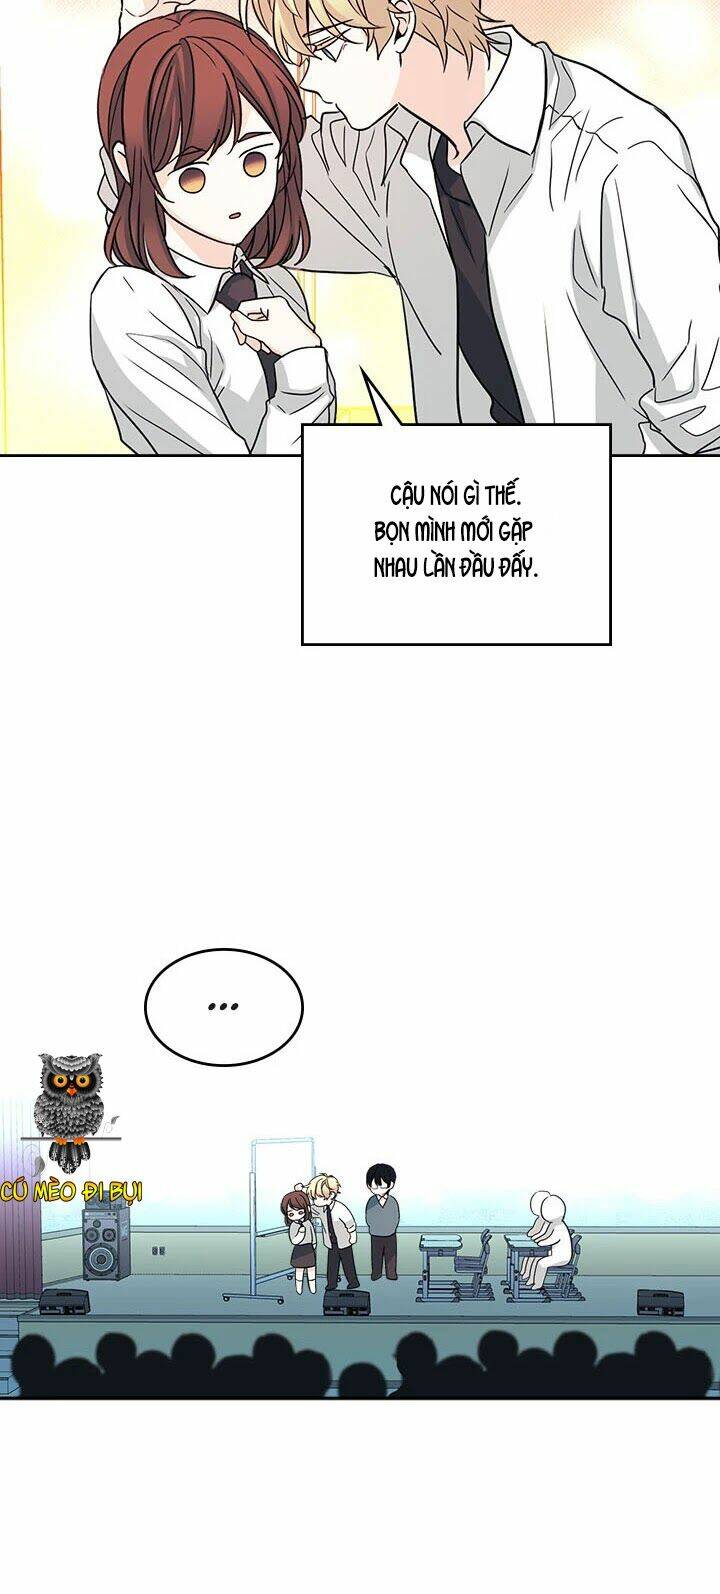 CẬU NÓI GÌ THẾ.
BỌN MÌNH MỚI GẶP
NHAU LẦN ĐẦU ĐẤY.
...
CÚ MÈO ĐI BỤI